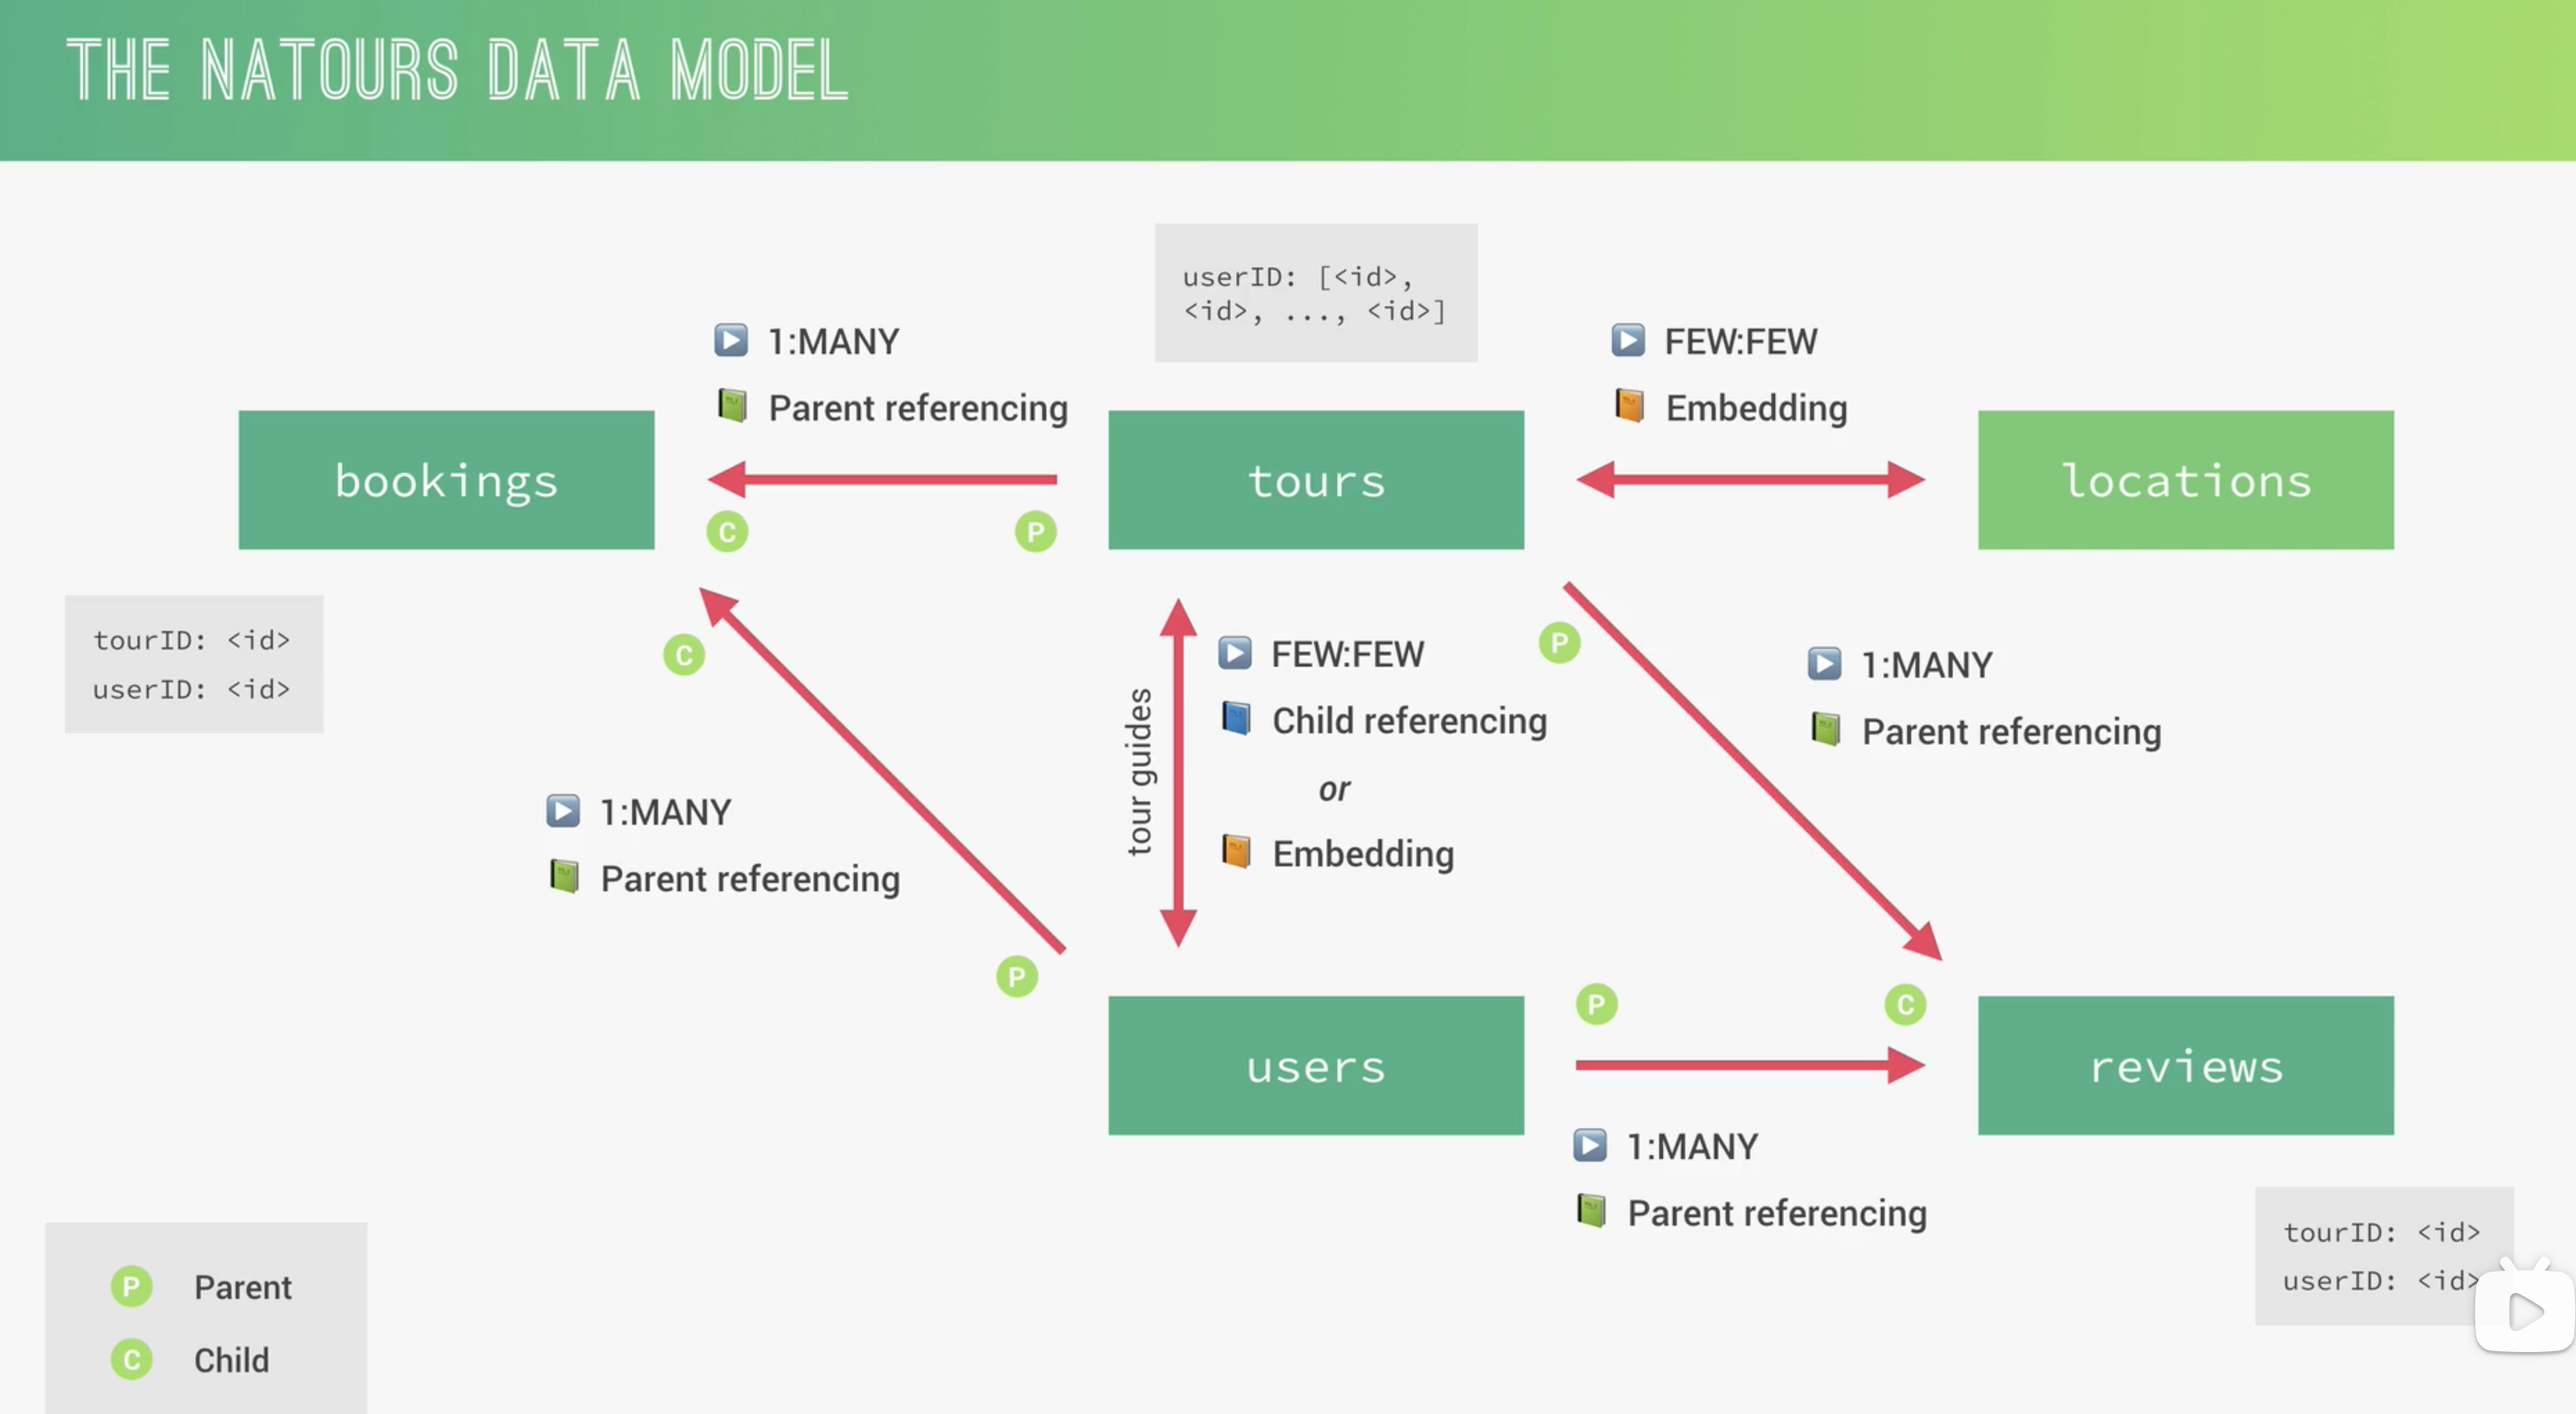 THE NATOURS DATA MODEL
userID: [<id>,
<id>, ..., <id>]
1:MANY
Parent referencing
FEW:FEW
Embedding
bookings
tours
locations
C
P
tourID: <id>
userID: <id>
C
1:MANY
Parent referencing
P
tour guides
FEW:FEW
Child referencing
or
Embedding
P
1:MANY
Parent referencing
users
P
C
reviews
1:MANY
Parent referencing
tourID: <id>
userID: <id>
P Parent
C Child